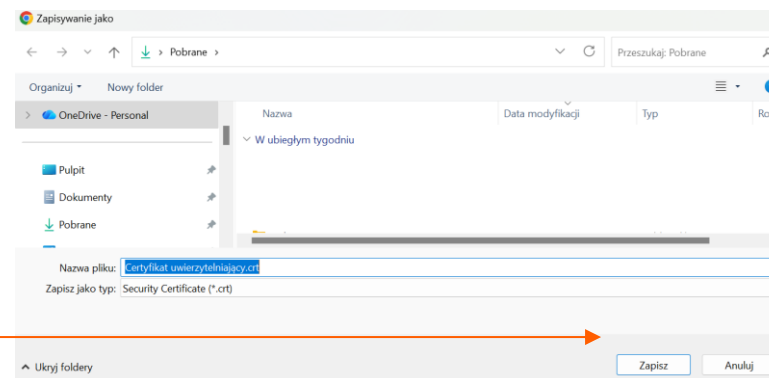 Zapisywanie jako
Pobrane
Przeszukaj: Pobrane
Organizuj
Nowy folder
OneDrive - Personal
Nazwa
Data modyfikacji
Typ
Ro
W ubiegłym tygodniu
Pulpit
Dokumenty
Pobrane
Nazwa pliku: Certyfikat uwierzytelniający.crt
Zapisz jako typ: Security Certificate (*.crt)
Ukryj foldery
Zapisz
Anuluj